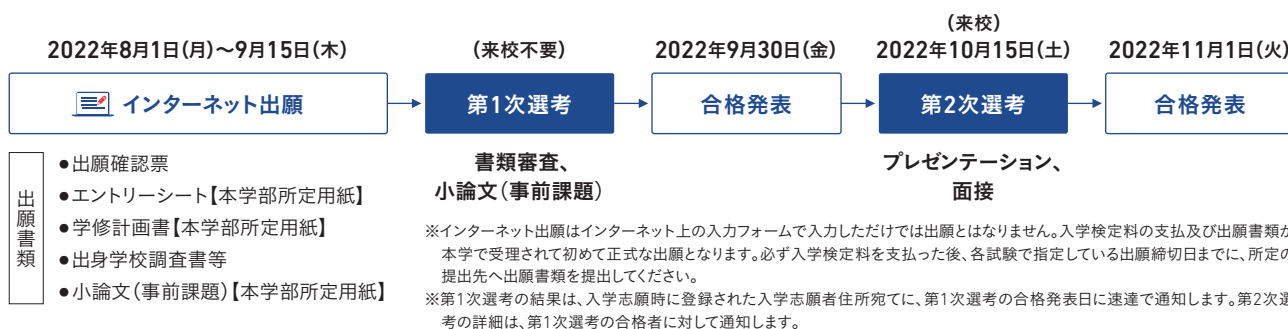 (来校)
2022年8月1日(月)～9月15日(木)
(来校不要)
2022年9月30日(金)
2022年10月15日(土)
2022年11月1日(火)
インターネット出願
第1次選考
合格発表
第2次選考
合格発表
出願書類
●出願確認票
●エントリーシート【本学部所定用紙】
●学修計画書【本学部所定用紙】
●出身学校調査書等
●小論文(事前課題)【本学部所定用紙】
書類審査、
小論文(事前課題)
プレゼンテーション、
面接
※インターネット出願はインターネット上の入力フォームで入力しただけでは出願とはなりません。入学検定料の支払及び出願書類が
本学で受理されて初めて正式な出願となります。必ず入学検定料を支払った後、各試験で指定している出願締切日までに、所定の
提出先へ出願書類を提出してください。
※第1次選考の結果は、入学志願時に登録された入学志願者住所宛てに、第1次選考の合格発表日に速達で通知します。第2次選
考の詳細は、第1次選考の合格者に対して通知します。